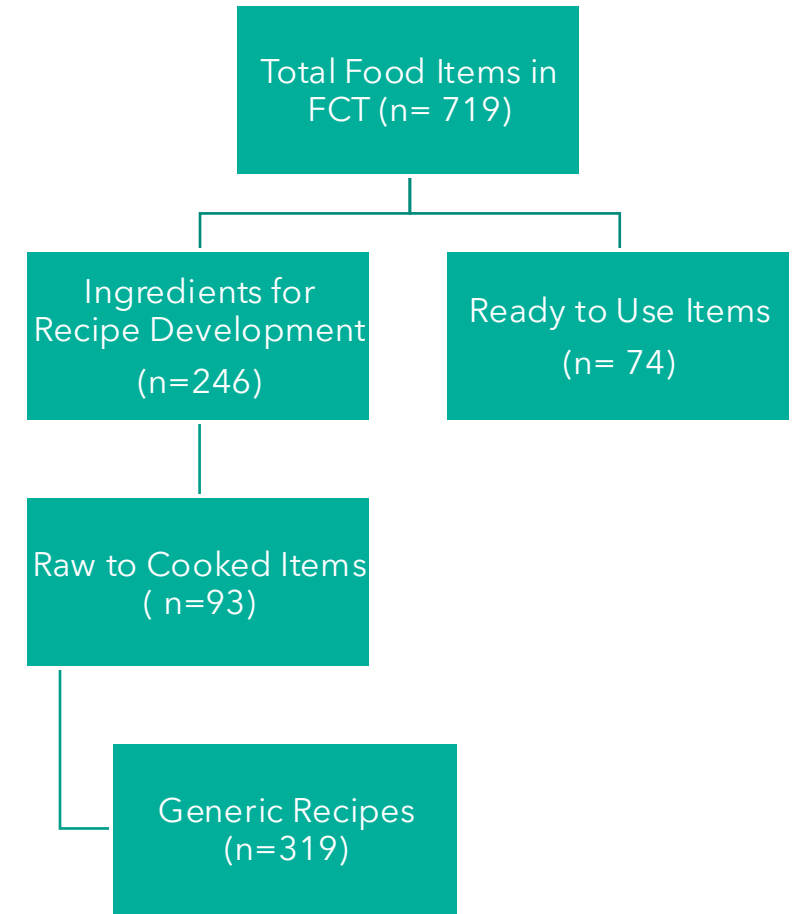 Total Food Items in
FCT (n= 719)
Ingredients for
Recipe Development
(n=246)
Ready to Use Items
(n= 74)
Raw to Cooked Items
( n=93)
Generic Recipes
(n=319)